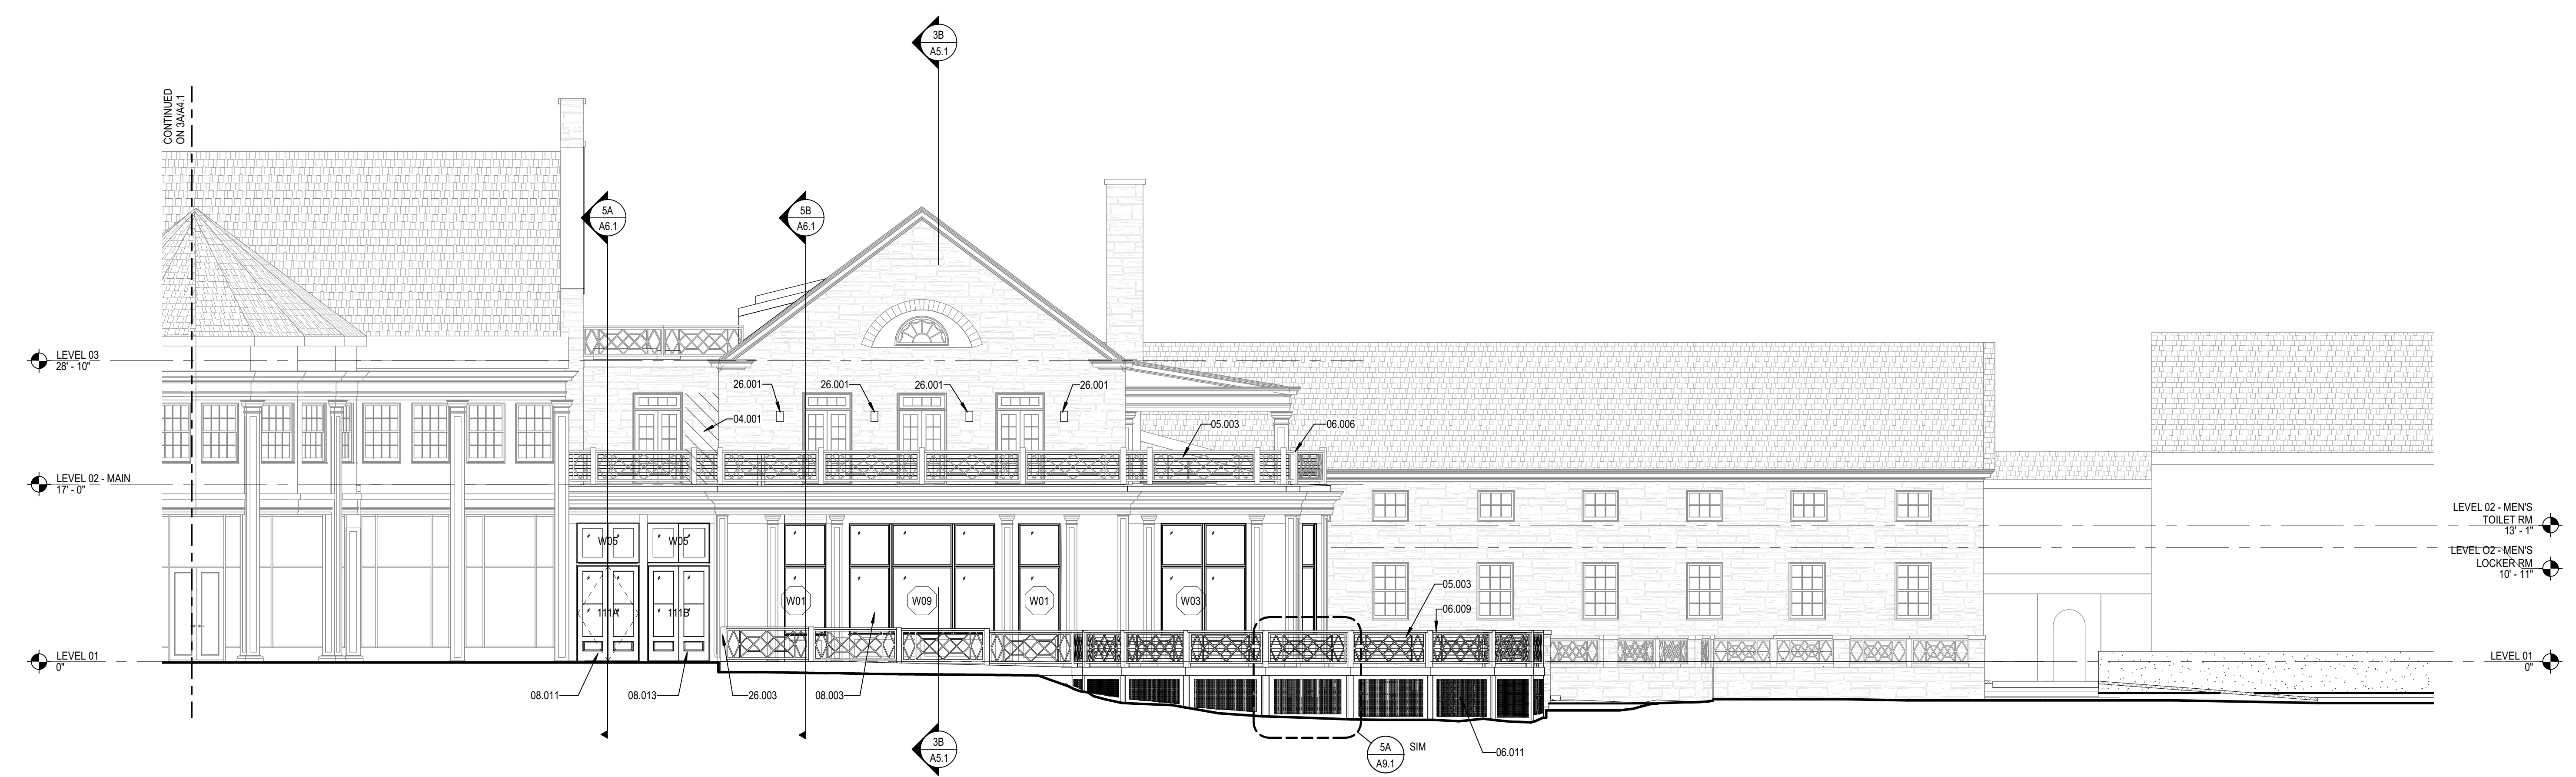 3B
A5.1
CONTINUED
ON 3A/A4.1
5A
A6.1
5B
A6.1
LEVEL 03
28' - 10"
26.001
26.001
26.001
26.001
04.001
05.003
06.006
LEVEL 02 - MAIN
17' - 0"
LEVEL 02 - MEN'S
TOILET RM
13' - 1"
W05
W05
LEVEL O2 - MEN'S
LOCKER RM
10' - 11"
111A
111B
W01
W09
W01
W03
05.003
06.009
LEVEL 01
0"
LEVEL 01
0"
08.011
08.013
26.003
08.003
3B
A5.1
5A
A9.1
SIM
06.011